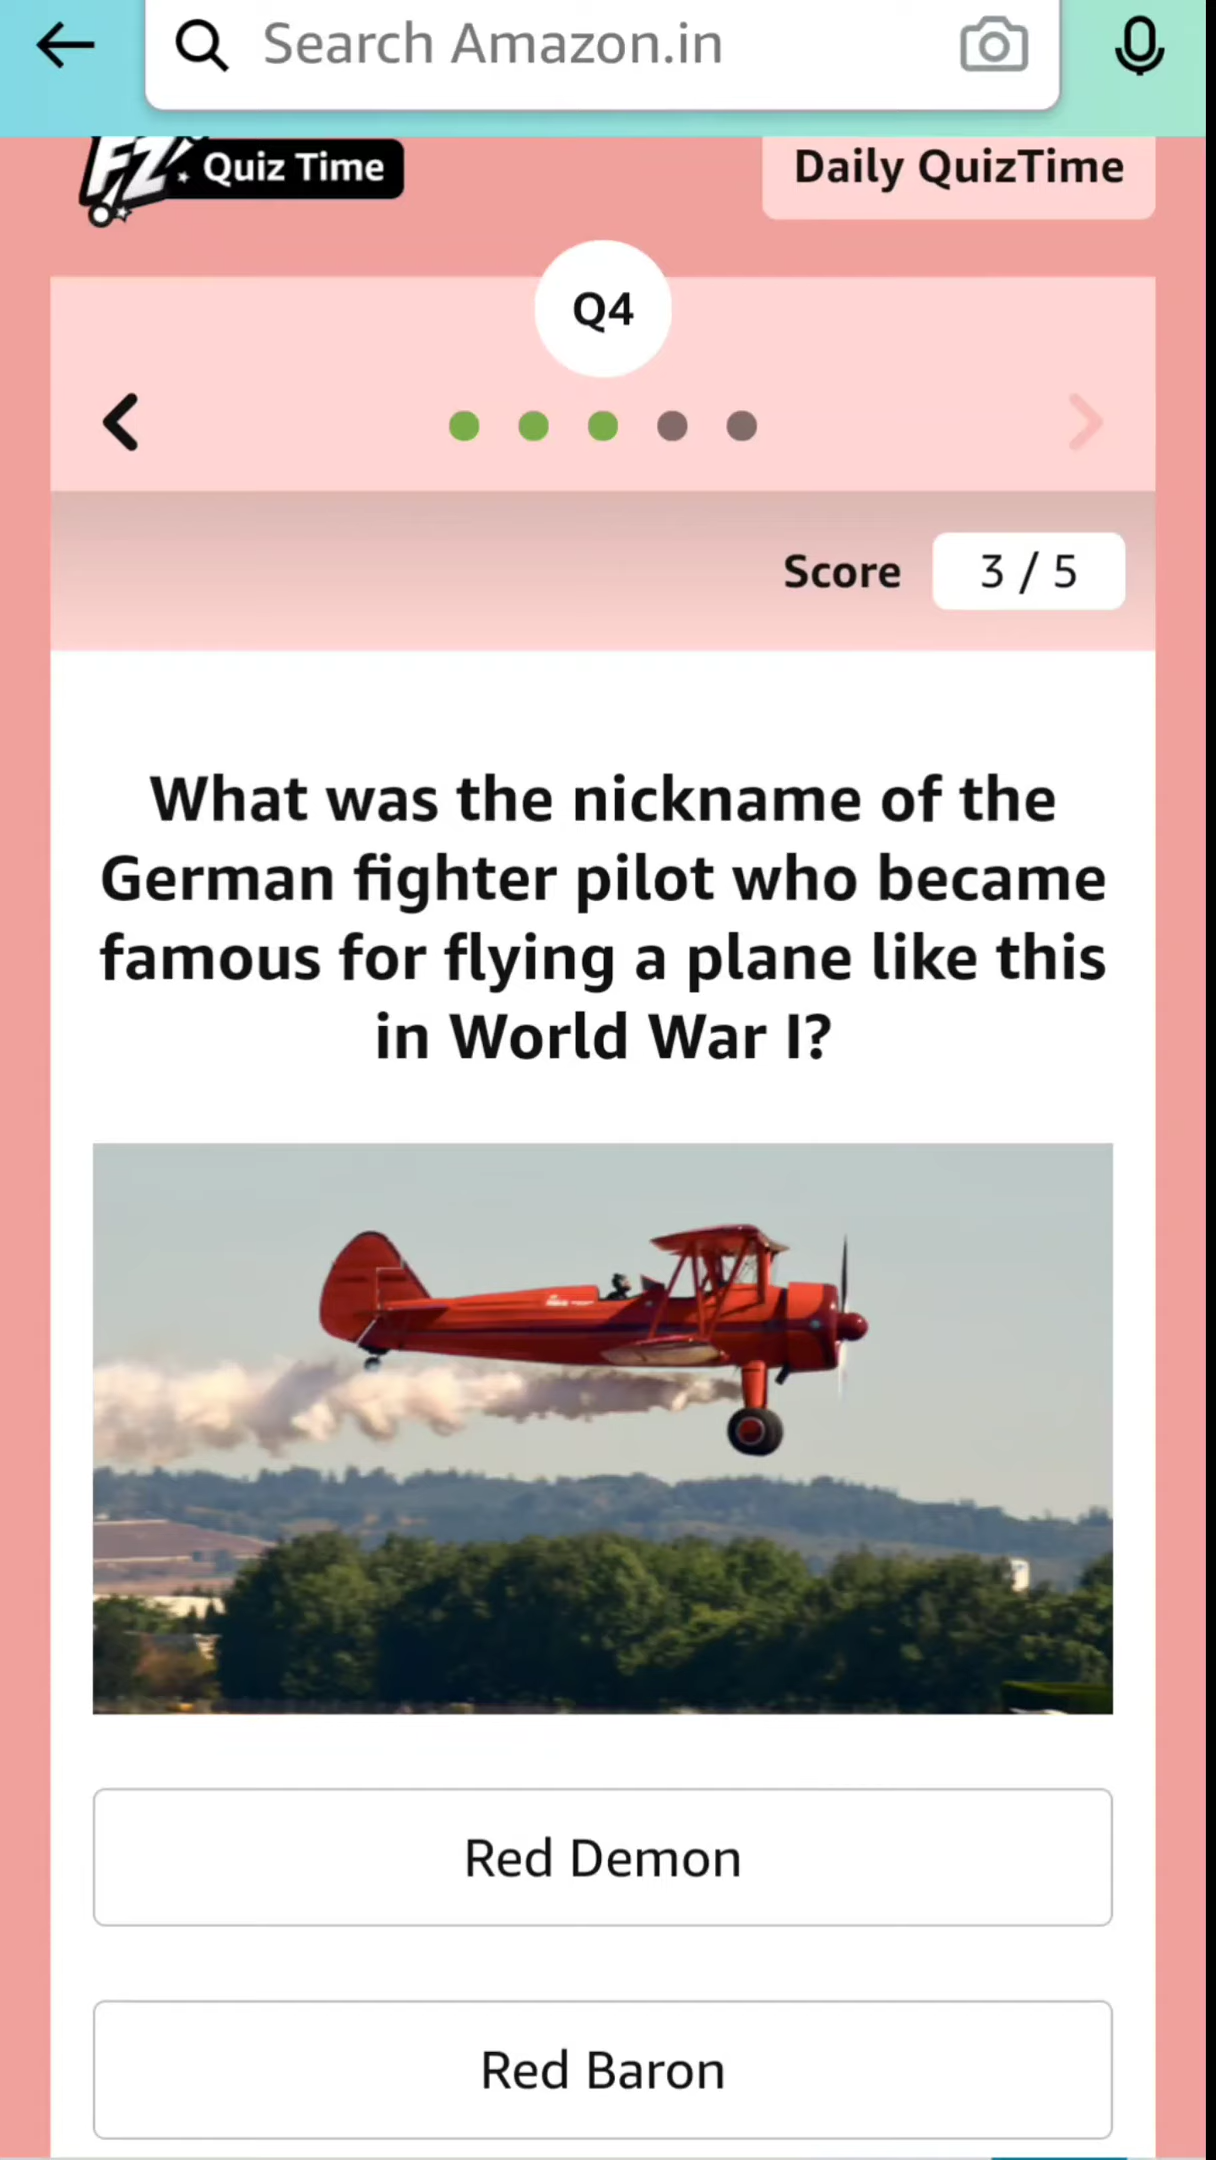 Search Amazon.in
FZ Quiz Time
Daily QuizTime
Q4
Score 3 / 5
What was the nickname of the
German fighter pilot who became
famous for flying a plane like this
in World War I?
Red Demon
Red Baron